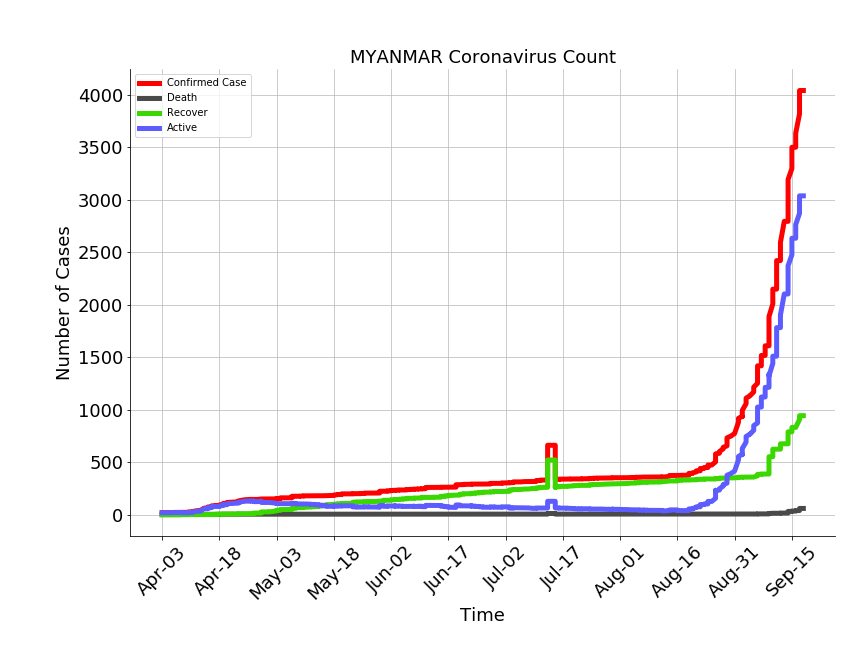 MYANMAR Coronavirus Count
Confirmed Case
Death
Recover
Active
4000
3500
3000
2500
2000
1500
1000
500
0
Number of Cases
Apr-03
Apr-18
May-03
May-18
Jun-02
Jun-17
Jul-02
Jul-17
Aug-01
Aug-16
Aug-31
Sep-15
Time